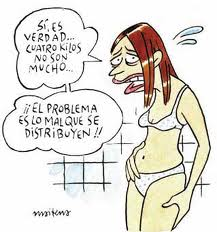 SÍ, ES
VERDAD...
CUATRO KILOS
NO SON
MUCHO...
¡¡EL PROBLEMA
ES LO MAL QUE SE
DISTRIBUYEN!!
maitena